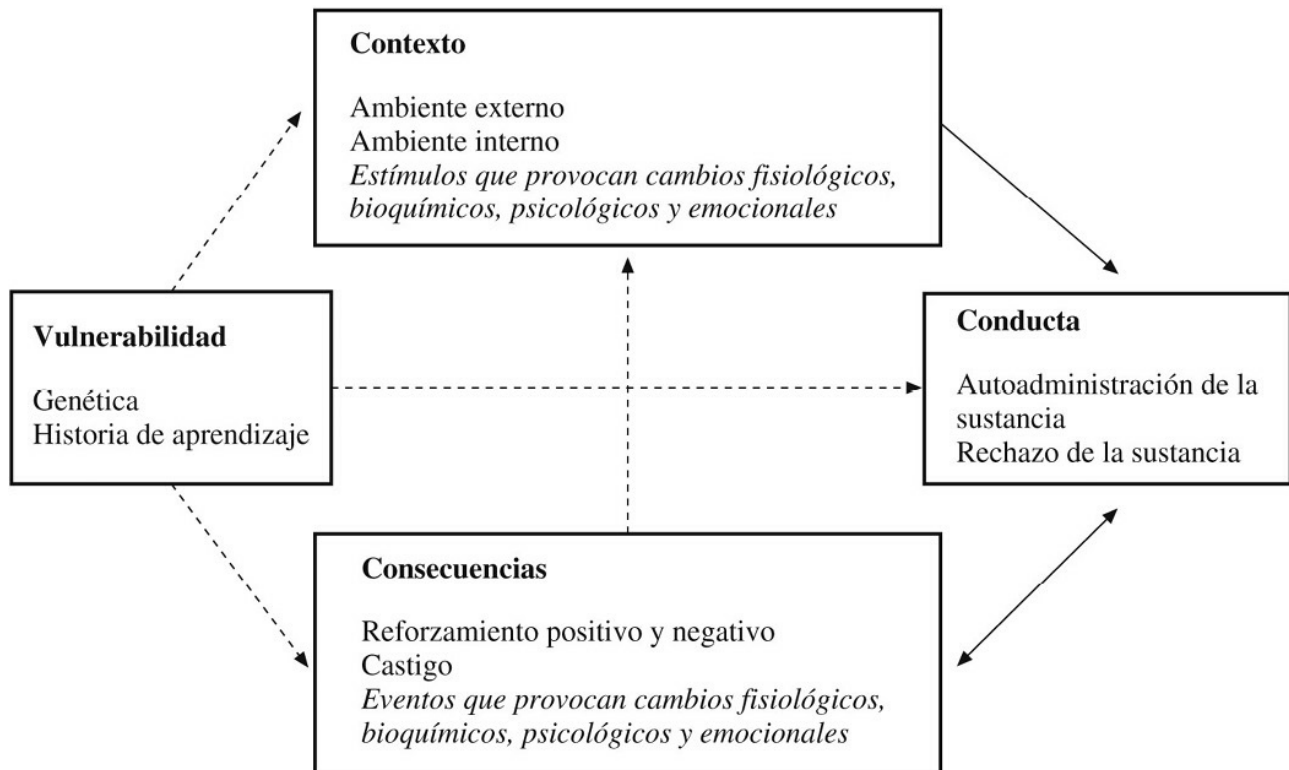 Contexto
Ambiente externo
Ambiente interno
Estímulos que provocan cambios fisiológicos,
bioquímicos, psicológicos y emocionales
Vulnerabilidad
Genética
Historia de aprendizaje
Conducta
Autoadministración de la
sustancia
Rechazo de la sustancia
Consecuencias
Reforzamiento positivo y negativo
Castigo
Eventos que provocan cambios fisiológicos,
bioquímicos, psicológicos y emocionales